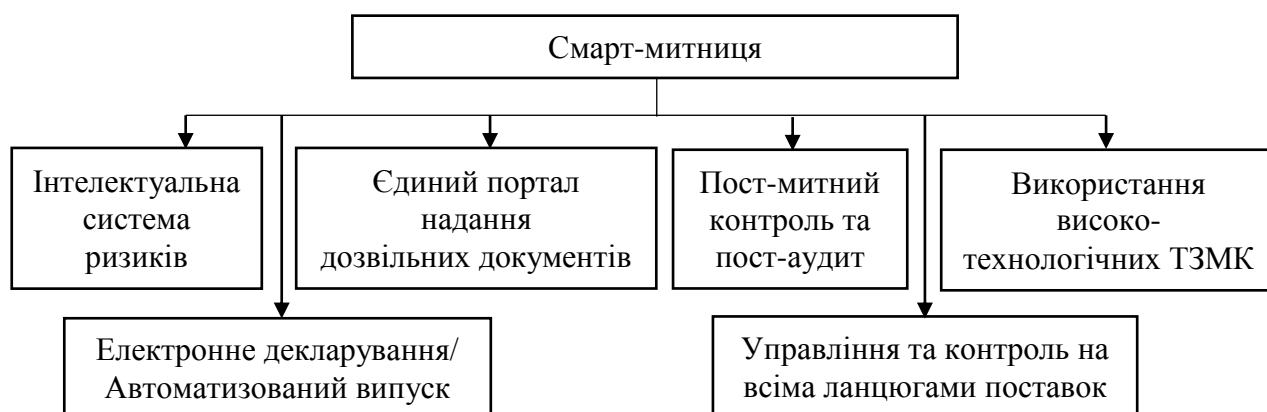 Смарт-митниця
Інтелектуальна
система
ризиків
Єдиний портал
надання
дозвільних документів
Пост-митний
контроль та
пост-аудит
Використання
високо-
технологічних ТЗМК
Електронне декларування/
Автоматизований випуск
Управління та контроль на
всіма ланцюгами поставок